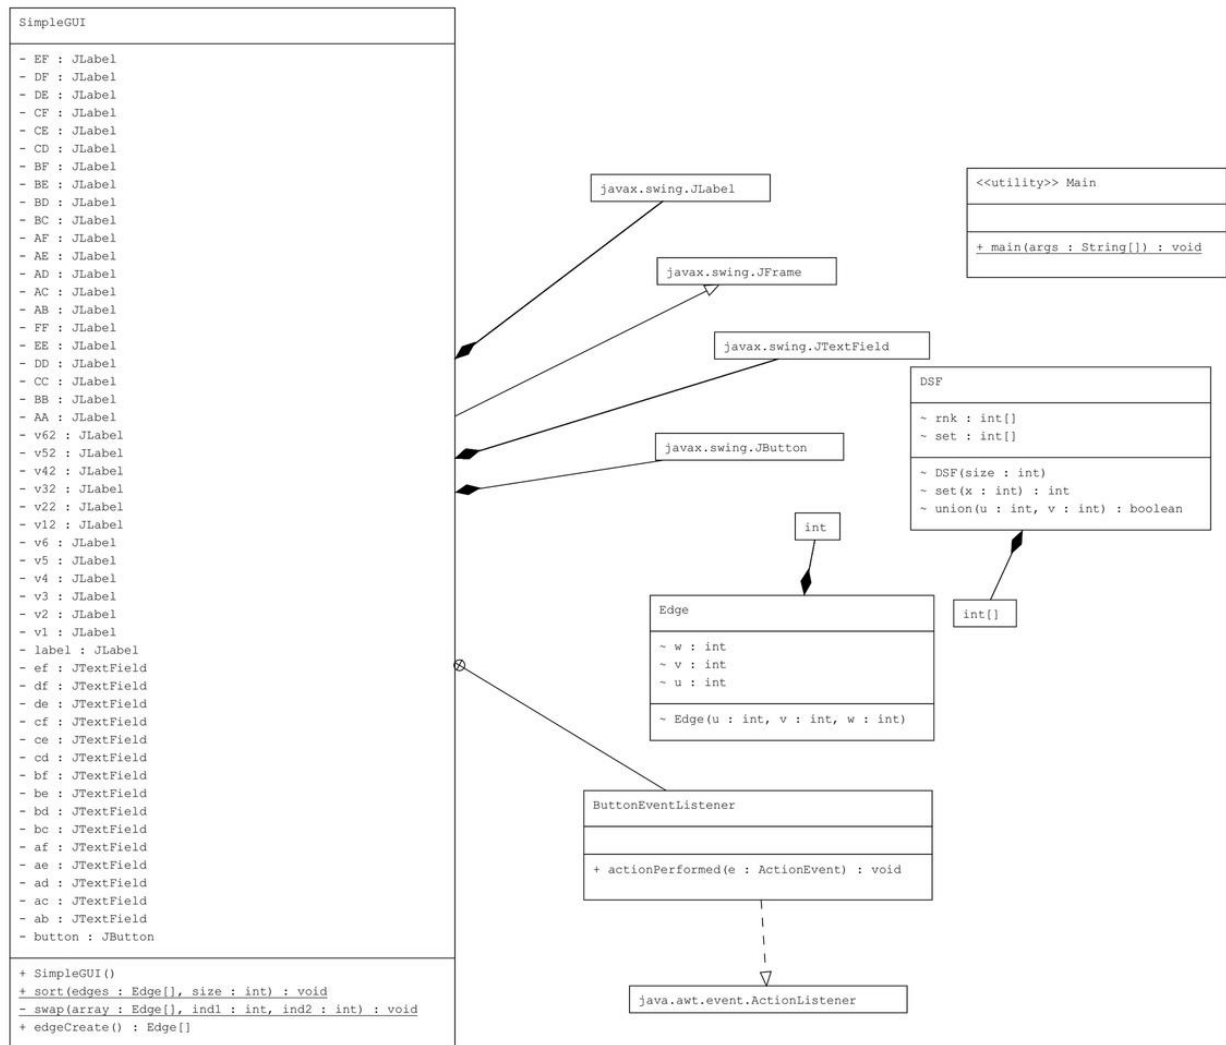 SimpleGUI
- EF : JLabel
- DF : JLabel
- DE : JLabel
- CF : JLabel
- CE : JLabel
- CD : JLabel
- BF : JLabel
- BE : JLabel
- BD : JLabel
- BC : JLabel
- AF : JLabel
- AE : JLabel
- AD : JLabel
- AC : JLabel
- AB : JLabel
- FF : JLabel
- EE : JLabel
- DD : JLabel
- CC : JLabel
- BB : JLabel
- AA : JLabel
- v62 : JLabel
- v52 : JLabel
- v42 : JLabel
- v32 : JLabel
- v22 : JLabel
- v12 : JLabel
- v6 : JLabel
- v5 : JLabel
- v4 : JLabel
- v3 : JLabel
- v2 : JLabel
- v1 : JLabel
- label : JLabel
- ef : JTextField
- df : JTextField
- de : JTextField
- cf : JTextField
- ce : JTextField
- cd : JTextField
- bf : JTextField
- be : JTextField
- bd : JTextField
- bc : JTextField
- af : JTextField
- ae : JTextField
- ad : JTextField
- ac : JTextField
- ab : JTextField
- button : JButton
+ SimpleGUI()
+ sort(edges : Edge[], size : int) : void
- swap(array : Edge[], ind1 : int, ind2 : int) : void
+ edgeCreate() : Edge[]
javax.swing.JLabel
javax.swing.JFrame
javax.swing.JTextField
javax.swing.JButton
<<utility>> Main
+ main(args : String[]) : void
DSF
~ rnk : int[]
~ set : int[]
~ DSF(size : int)
~ set(x : int) : int
~ union(u : int, v : int) : boolean
int
int[]
Edge
~ w : int
~ v : int
~ u : int
~ Edge(u : int, v : int, w : int)
ButtonEventListener
+ actionPerformed(e : ActionEvent) : void
java.awt.event.ActionListener